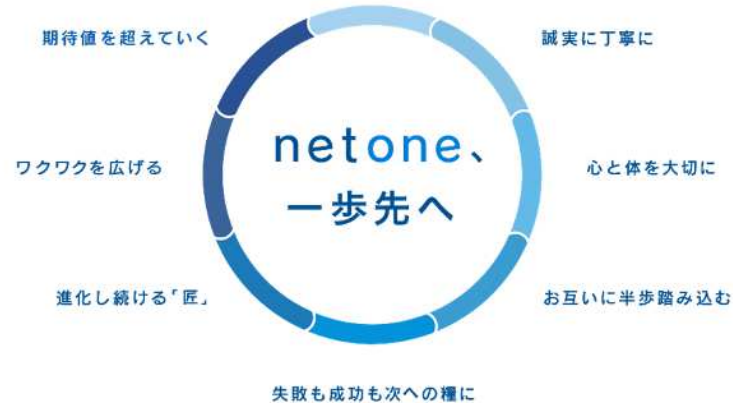 期待値を超えていく
誠実に丁寧に
netone、
一歩先へ
ワクワクを広げる
心と体を大切に
進化し続ける「匠」
お互いに半歩踏み込む
失敗も成功も次への糧に